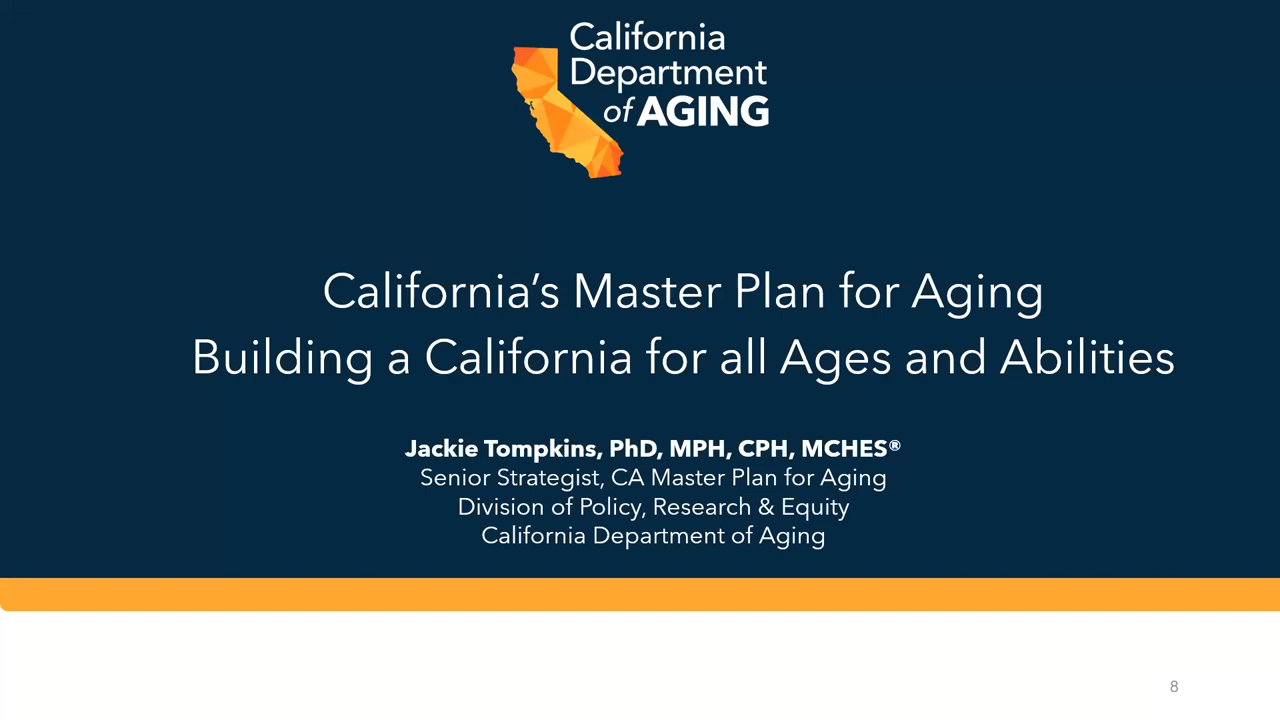 California
Department
of AGING
California’s Master Plan for Aging
Building a California for all Ages and Abilities
Jackie Tompkins, PhD, MPH, CPH, MCHES®
Senior Strategist, CA Master Plan for Aging
Division of Policy, Research & Equity
California Department of Aging
8